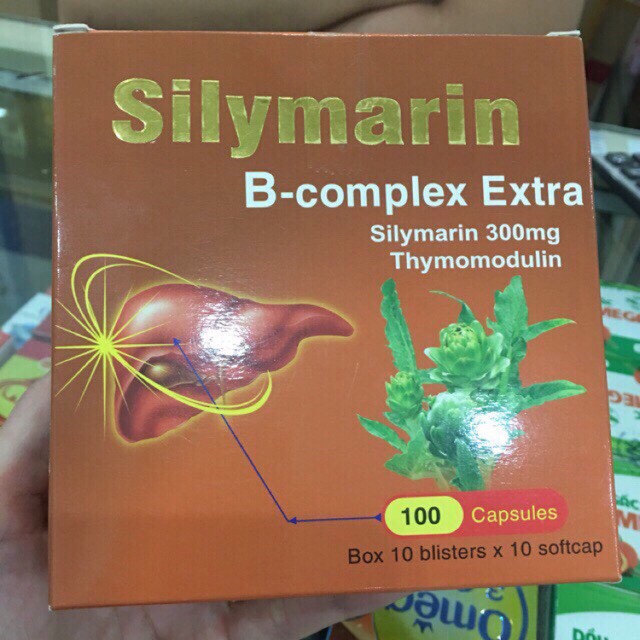 Silymarin
B-complex Extra
Silymarin 300mg
Thymomodulin
100 Capsules
Box 10 blisters x 10 softcap